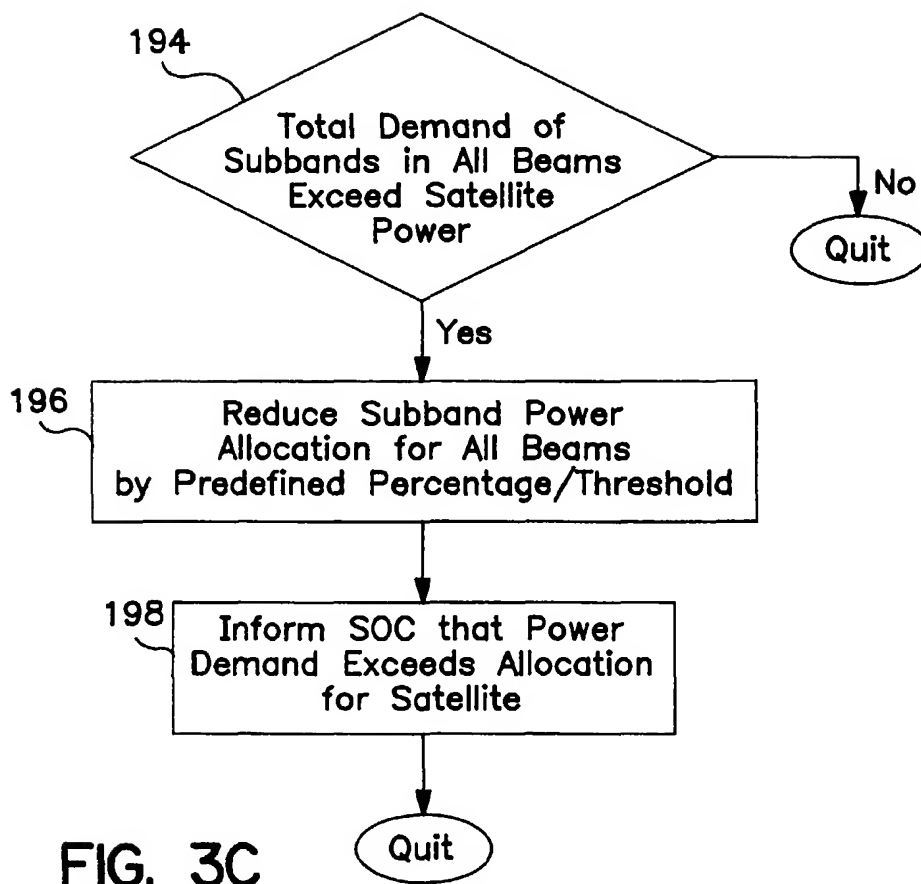 194
Total Demand of
Subbands in All Beams
Exceed Satellite
Power
No
Quit
Yes
196
Reduce Subband Power
Allocation for All Beams
by Predefined Percentage/Threshold
198
Inform SOC that Power
Demand Exceeds Allocation
for Satellite
Quit
FIG. 3C